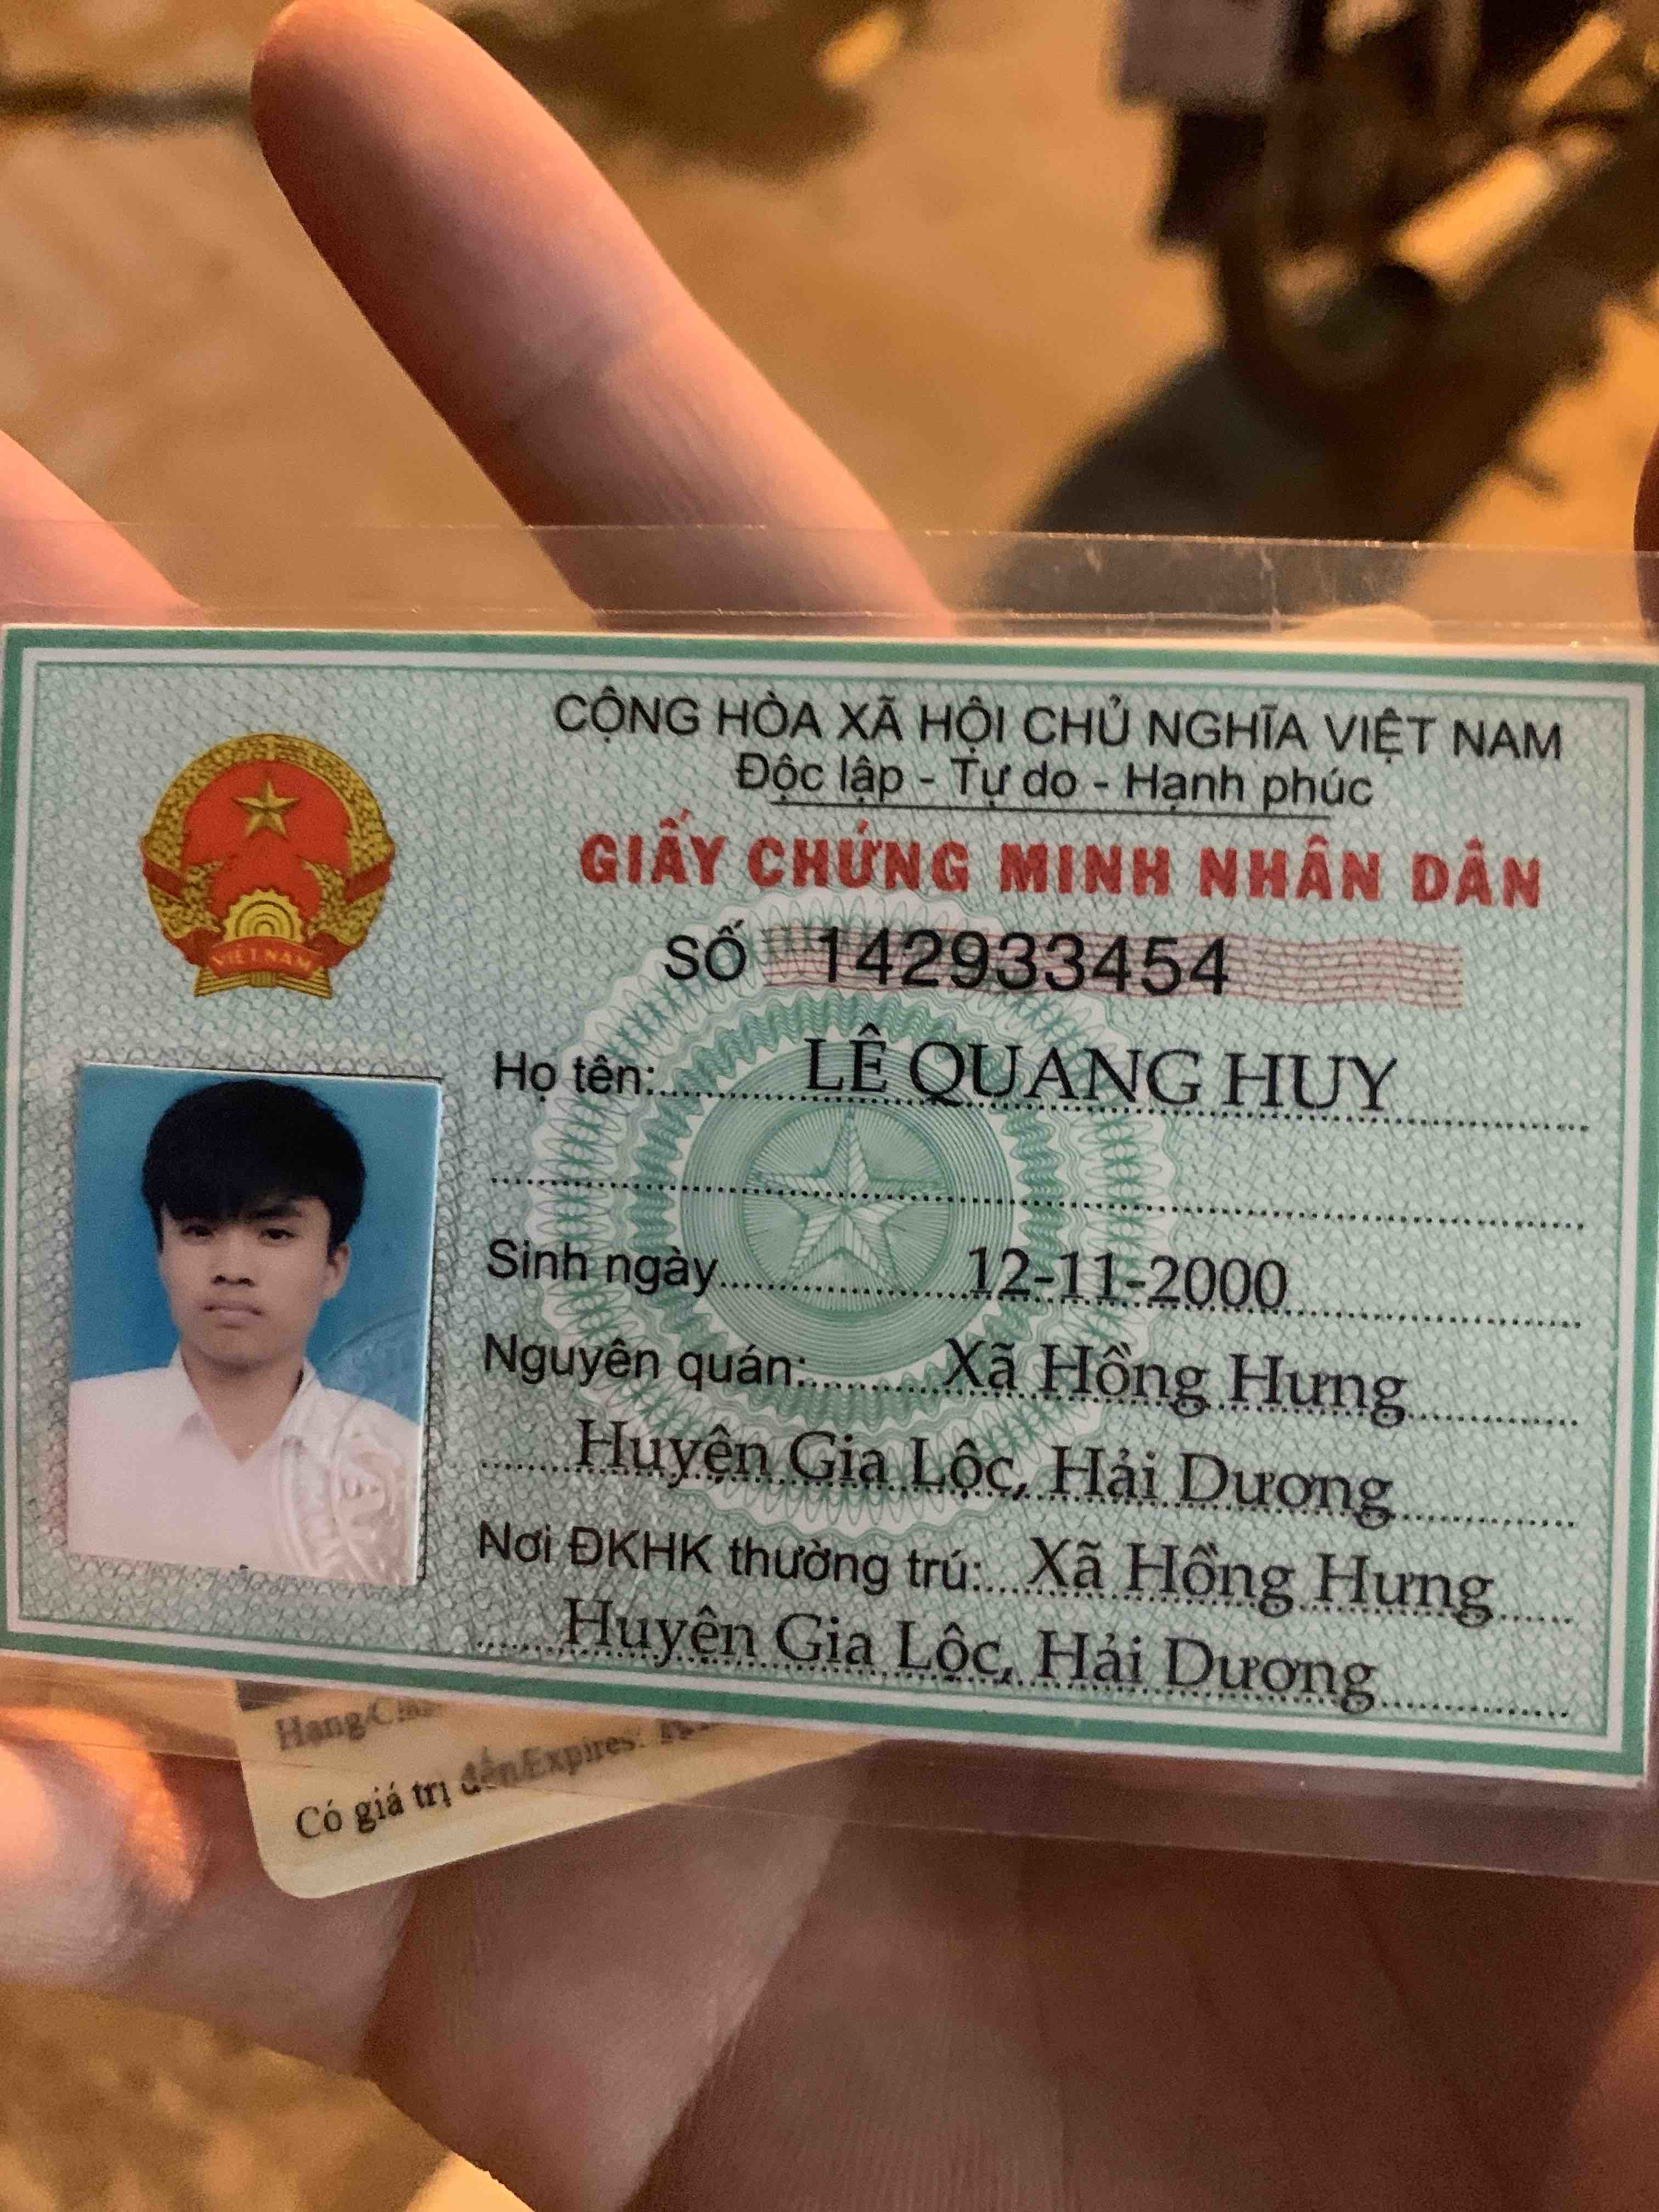 CỘNG HÒA XÃ HỘI CHỦ NGHĨA VIỆT NAM
Độc lập - Tự do - Hạnh phúc
GIẤY CHỨNG MINH NHÂN DÂN
SỐ 142933454
VIỆT NAM
Họ tên: LÊ QUANG HUY
Sinh ngày 12-11-2000
Nguyên quán: Xã Hồng Hưng
Huyện Gia Lộc, Hải Dương
Nơi ĐKHK thường trú: Xã Hồng Hưng
Huyện Gia Lộc, Hải Dương
Có giá trị đến/Expires: